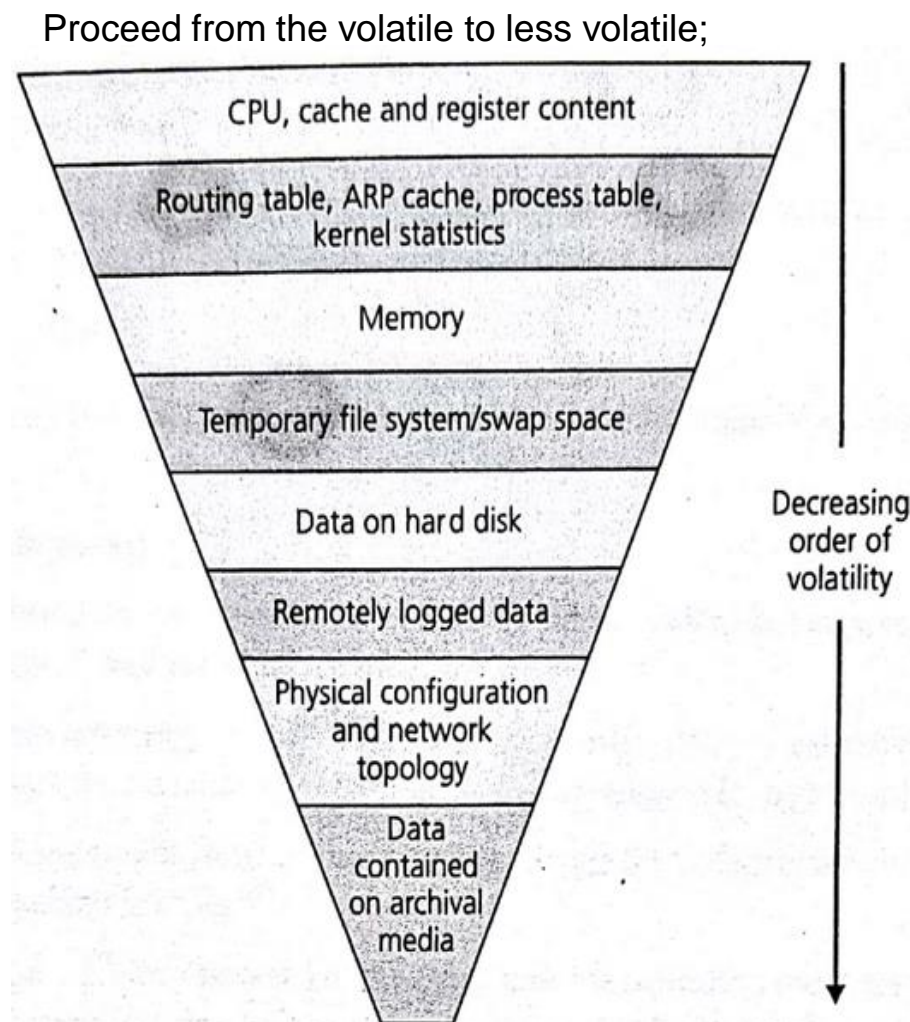 Proceed from the volatile to less volatile;
CPU, cache and register content
Routing table, ARP cache, process table,
kernel statistics
Memory
Temporary file system/swap space
Data on hard disk
Remotely logged data
Physical configuration
and network
topology
Data
contained
on archival
media
Decreasing
order of
volatility